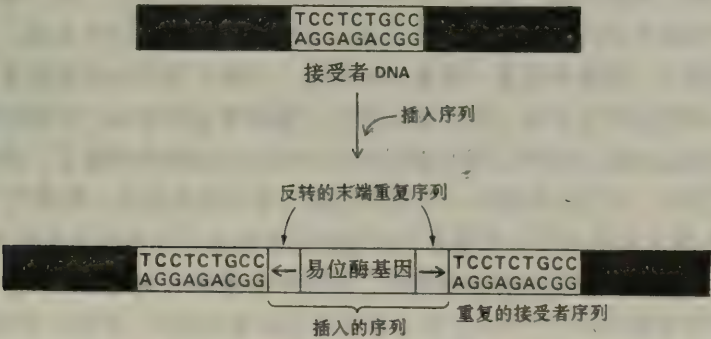 TCCTCTGCC
AGGAGACGG
接受者 DNA
插入序列
反转的末端重复序列
TCCTCTGCC
AGGAGACGG
易位酶基因
TCCTCTGCC
AGGAGACGG
插入的序列
重复的接受者序列